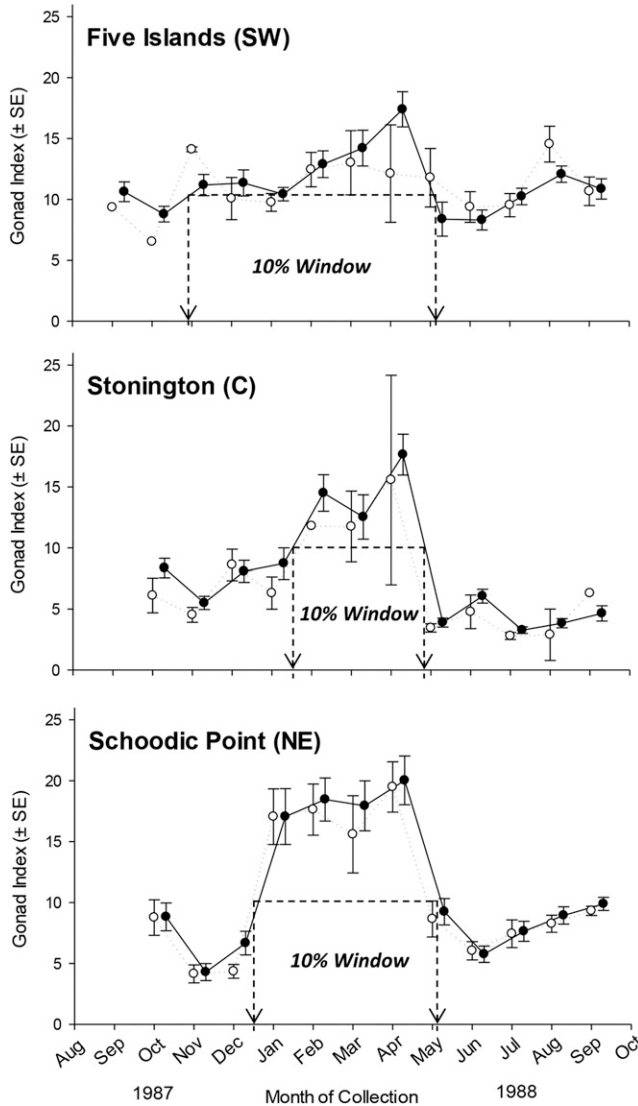 25
Five Islands (SW)
20
15
10
5
0
Gonad Index (± SE)
10% Window
25
Stonington (C)
20
15
10
5
0
Gonad Index (± SE)
10% Window
25
Schoodic Point (NE)
20
15
10
5
0
Gonad Index (± SE)
10% Window
Aug Sep Oct Nov Dec Jan Feb Mar Apr May Jun Jul Aug Sep Oct
1987 Month of Collection 1988